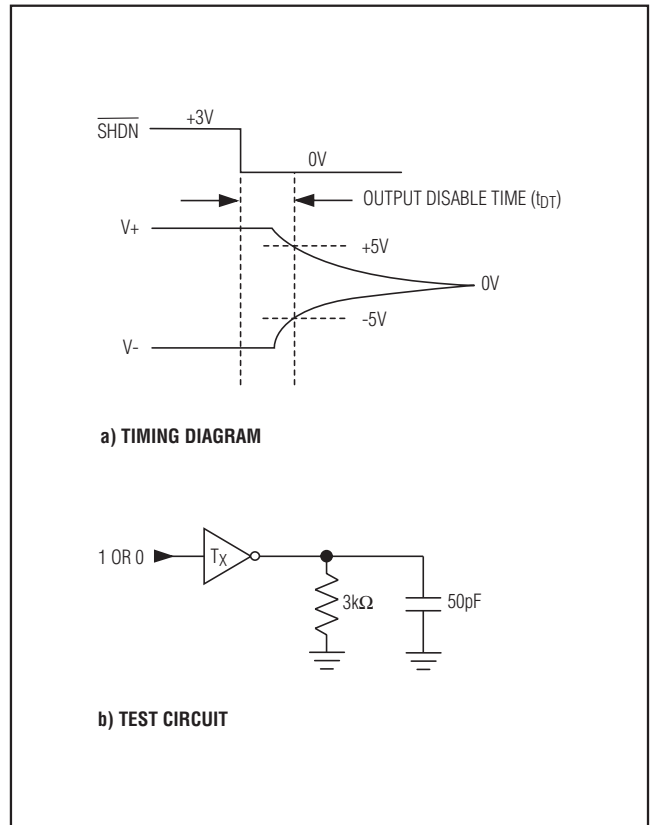 +3V
SHDN
0V
OUTPUT DISABLE TIME (tDT)
V+
+5V
0V
-5V
V-
a) TIMING DIAGRAM
1 OR 0
TX
3kΩ
50pF
b) TEST CIRCUIT